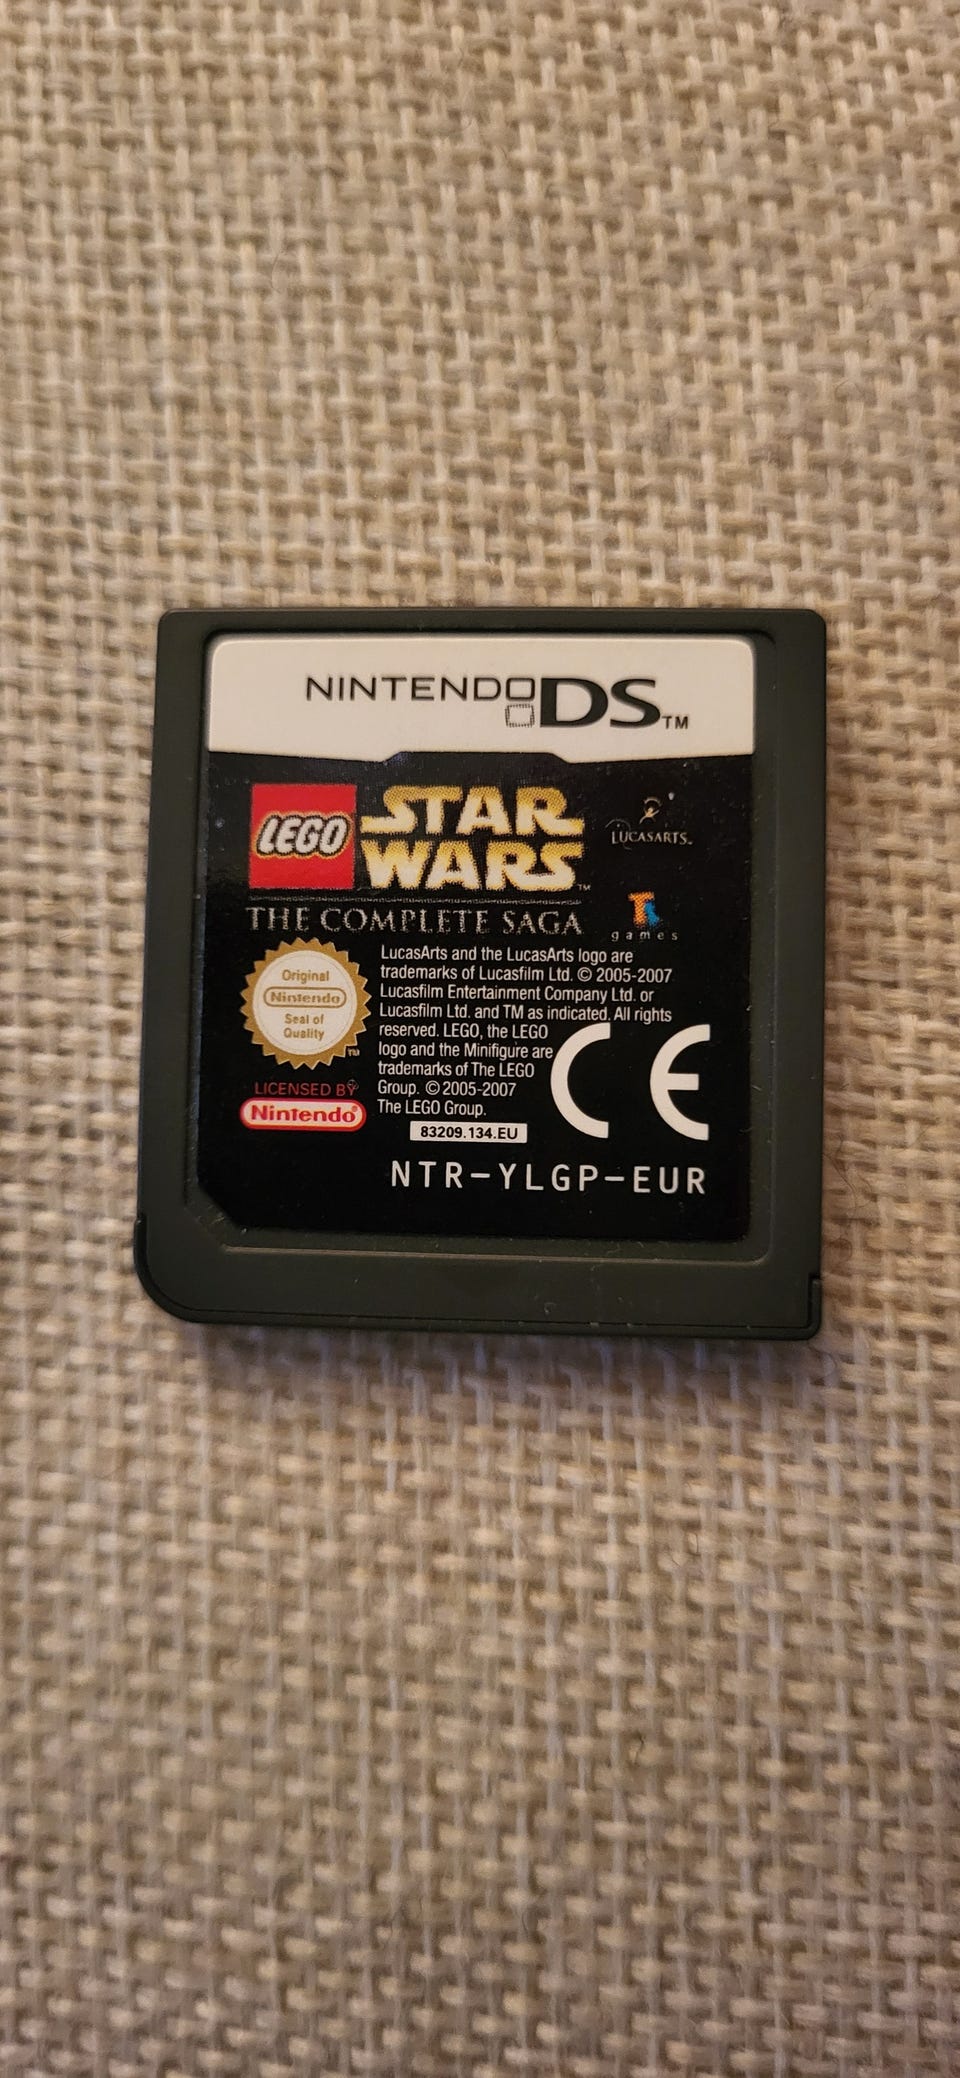 NINTENDO DS™
LEGO STAR WARS™
THE COMPLETE SAGA
LUCASARTS™
games
Original
Nintendo
Seal of
Quality
™
LICENSED BY
Nintendo®
LucasArts and the LucasArts logo are
trademarks of Lucasfilm Ltd. © 2005-2007
Lucasfilm Entertainment Company Ltd. or
Lucasfilm Ltd. and TM as indicated. All rights
reserved. LEGO, the LEGO
logo and the Minifigure are
trademarks of The LEGO
Group. © 2005-2007
The LEGO Group.
CE
83209.134.EU
NTR-YLGP-EUR